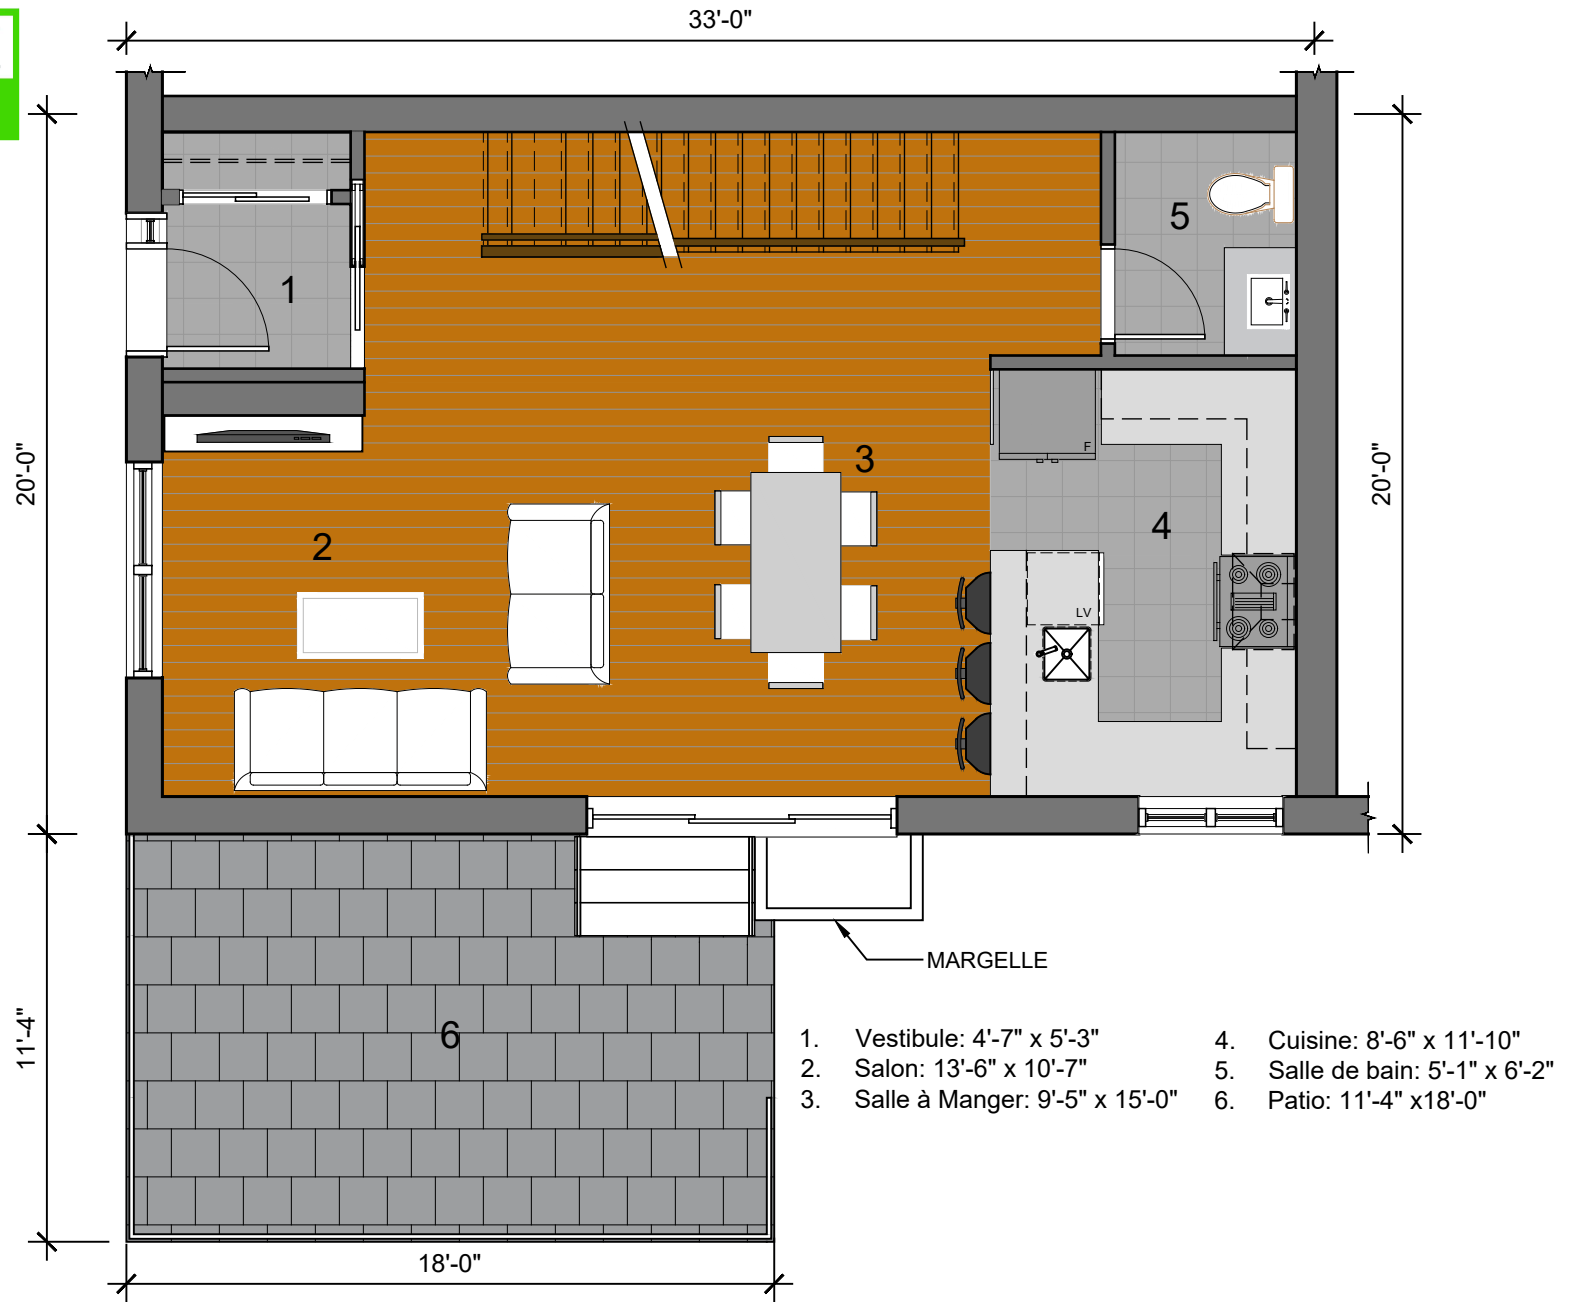 33'-0"
20'-0"
20'-0"
1
5
2
3
4
F
LV
11'-4"
6
18'-0"
MARGELLE
1. Vestibule: 4'-7" x 5'-3"
2. Salon: 13'-6" x 10'-7"
3. Salle à Manger: 9'-5" x 15'-0"
4. Cuisine: 8'-6" x 11'-10"
5. Salle de bain: 5'-1" x 6'-2"
6. Patio: 11'-4" x18'-0"